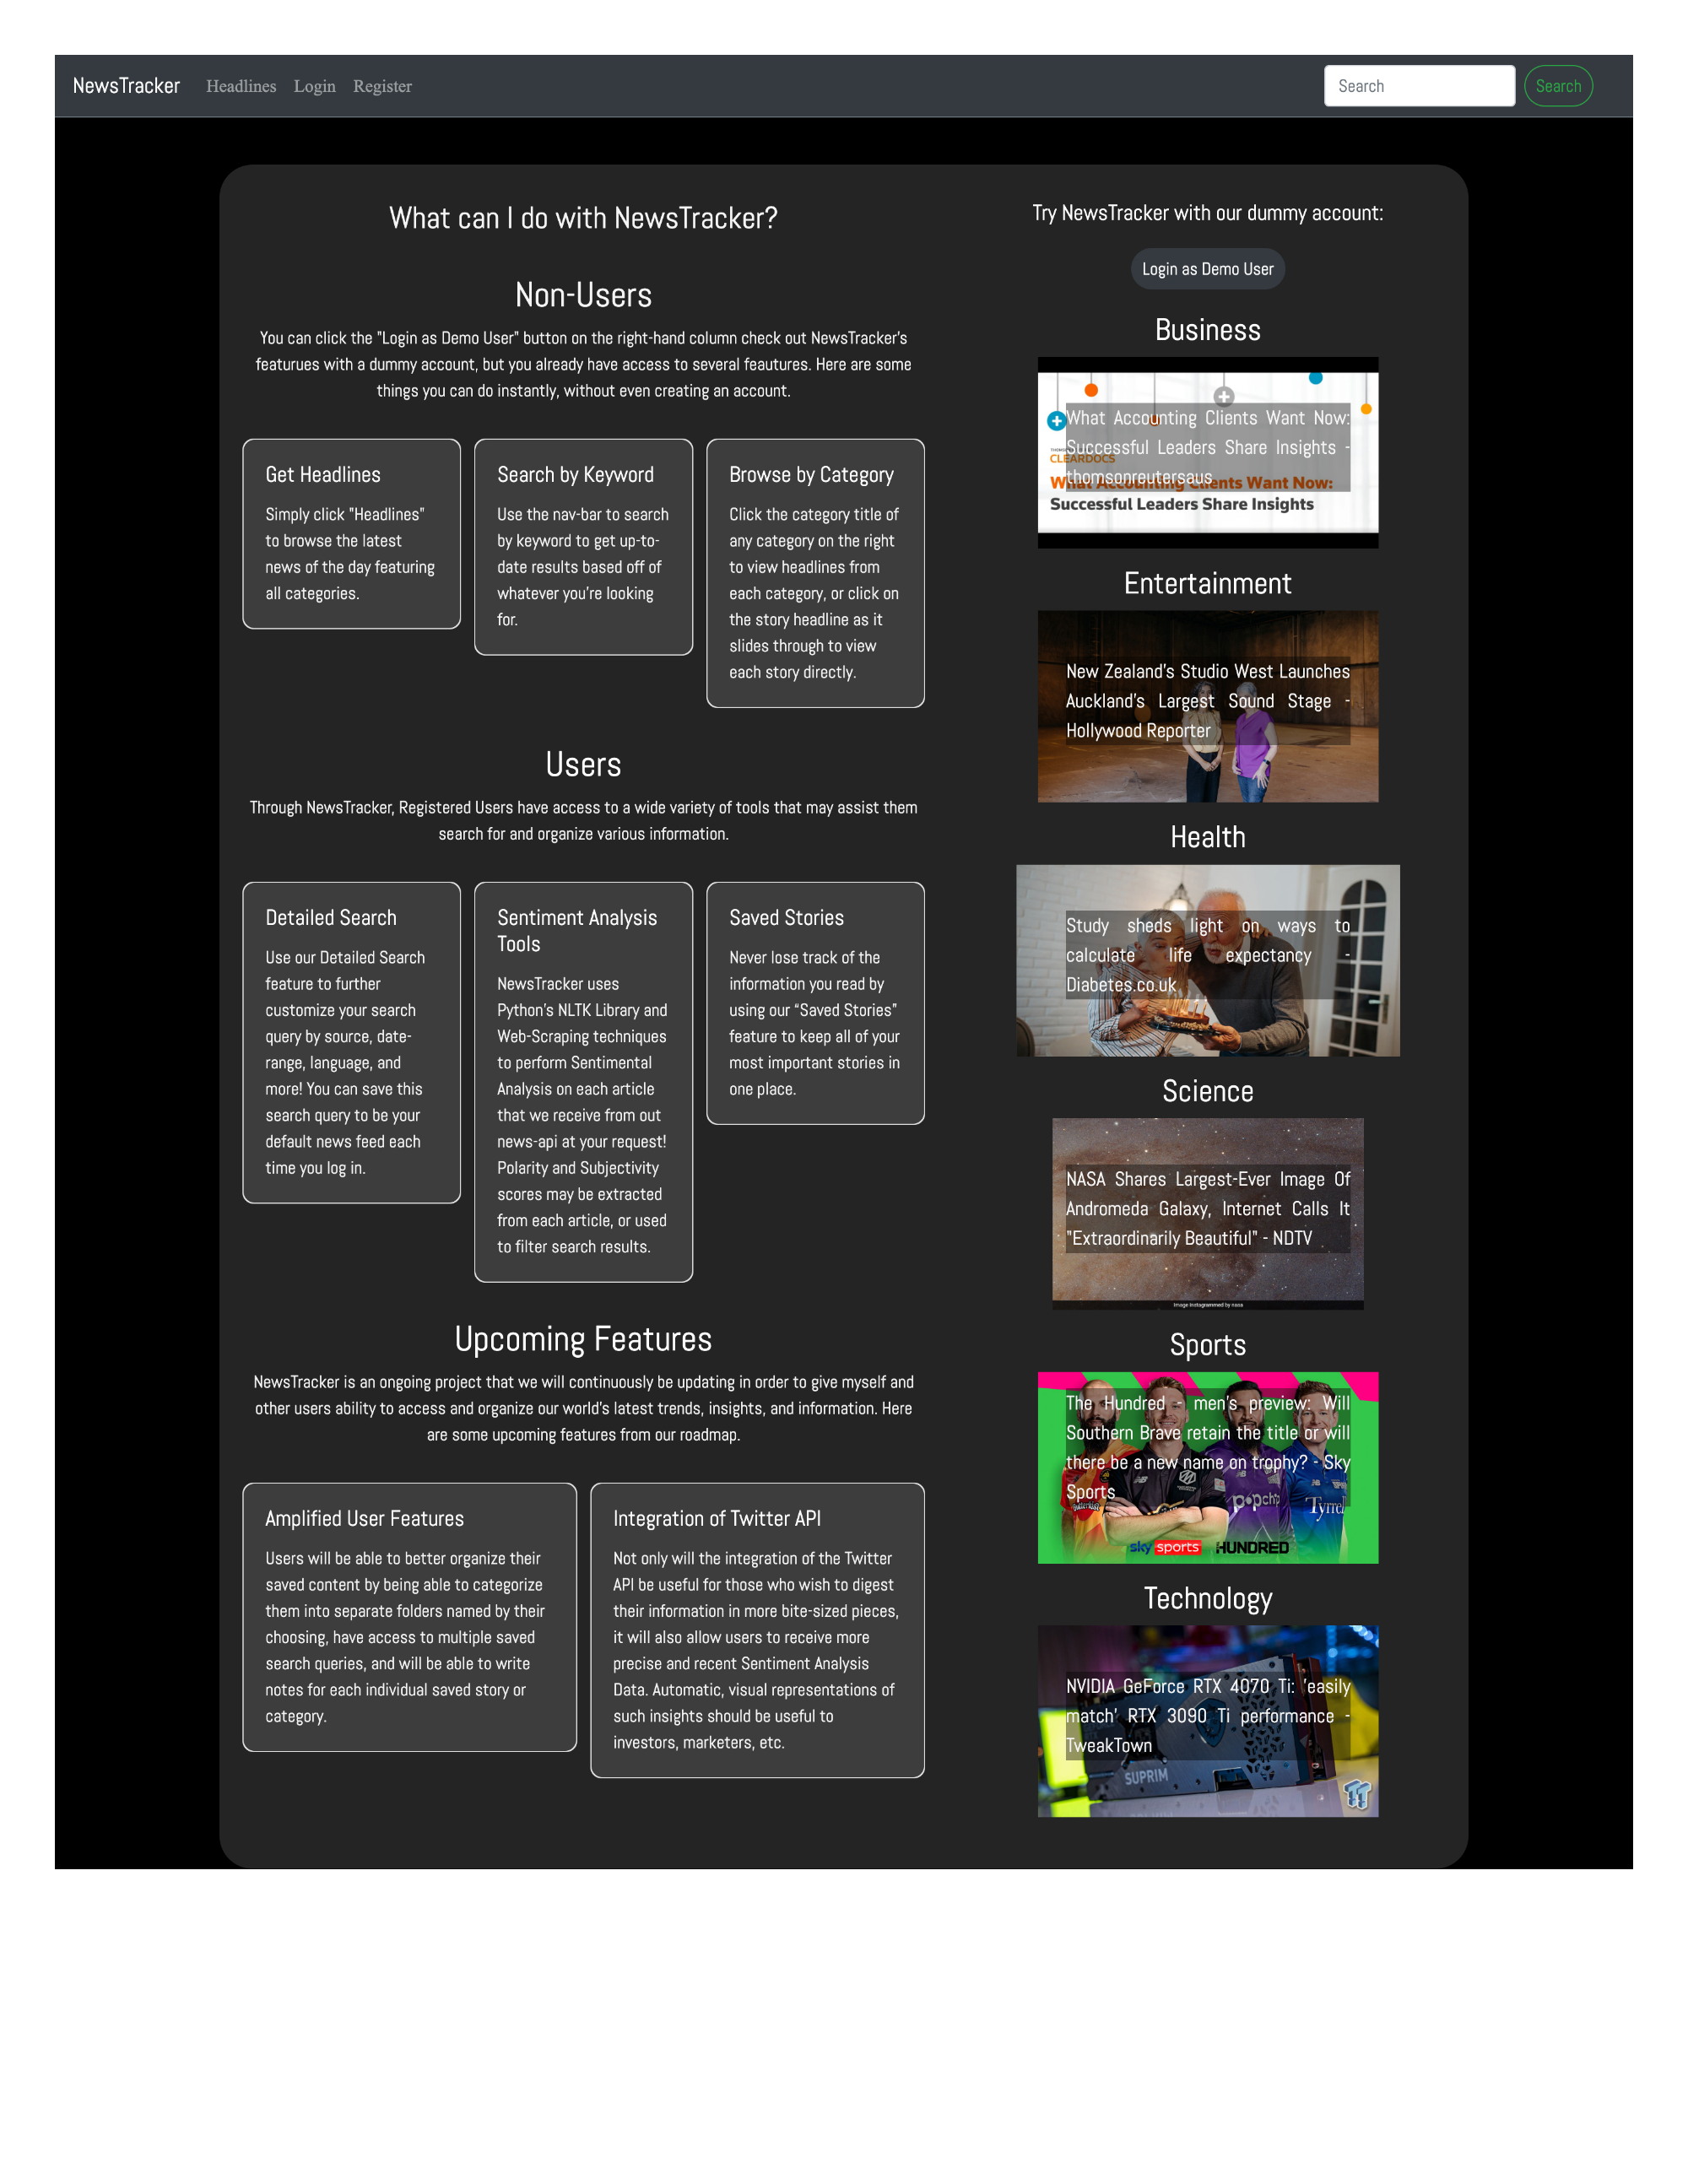 NewsTracker
Headlines
Login
Register
Search
Search
What can I do with NewsTracker?
Non-Users
You can click the "Login as Demo User" button on the right-hand column check out NewsTracker's
featurues with a dummy account, but you already have access to several feautures. Here are some
things you can do instantly, without even creating an account.
Get Headlines
Simply click "Headlines"
to browse the latest
news of the day featuring
all categories.
Search by Keyword
Use the nav-bar to search
by keyword to get up-to-
date results based off of
whatever you're looking
for.
Browse by Category
Click the category title of
any category on the right
to view headlines from
each category, or click on
the story headline as it
slides through to view
each story directly.
Users
Through NewsTracker, Registered Users have access to a wide variety of tools that may assist them
search for and organize various information.
Detailed Search
Use our Detailed Search
feature to further
customize your search
query by source, date-
range, language, and
more! You can save this
search query to be your
default news feed each
time you log in.
Sentiment Analysis
Tools
NewsTracker uses
Python's NLTK Library and
Web-Scraping techniques
to perform Sentimental
Analysis on each article
that we receive from out
news-api at your request!
Polarity and Subjectivity
scores may be extracted
from each article, or used
to filter search results.
Saved Stories
Never lose track of the
information you read by
using our “Saved Stories”
feature to keep all of your
most important stories in
one place.
Upcoming Features
NewsTracker is an ongoing project that we will continuously be updating in order to give myself and
other users ability to access and organize our world's latest trends, insights, and information. Here
are some upcoming features from our roadmap.
Amplified User Features
Users will be able to better organize their
saved content by being able to categorize
them into separate folders named by their
choosing, have access to multiple saved
search queries, and will be able to write
notes for each individual saved story or
category.
Integration of Twitter API
Not only will the integration of the Twitter
API be useful for those who wish to digest
their information in more bite-sized pieces,
it will also allow users to receive more
precise and recent Sentiment Analysis
Data. Automatic, visual representations of
such insights should be useful to
investors, marketers, etc.
Try NewsTracker with our dummy account:
Login as Demo User
Business
What Accounting Clients Want Now:
Successful Leaders Share Insights -
thomsonreutersaus
CLEARDOCS
What Accounting Clients Want Now:
Successful Leaders Share Insights
Entertainment
New Zealand's Studio West Launches
Auckland's Largest Sound Stage -
Hollywood Reporter
Health
Study sheds light on ways to
calculate life expectancy -
Diabetes.co.uk
Science
NASA Shares Largest-Ever Image Of
Andromeda Galaxy, Internet Calls It
"Extraordinarily Beautiful" - NDTV
Image Instagrammed by nasa
Sports
The Hundred - men's preview: Will
Southern Brave retain the title or will
there be a new name on trophy? - Sky
Sports
popchips
Tyrrell
sky sports HUNDRED
Technology
NVIDIA GeForce RTX 4070 Ti: 'easily
match' RTX 3090 Ti performance -
TweakTown
SUPRIM
TT